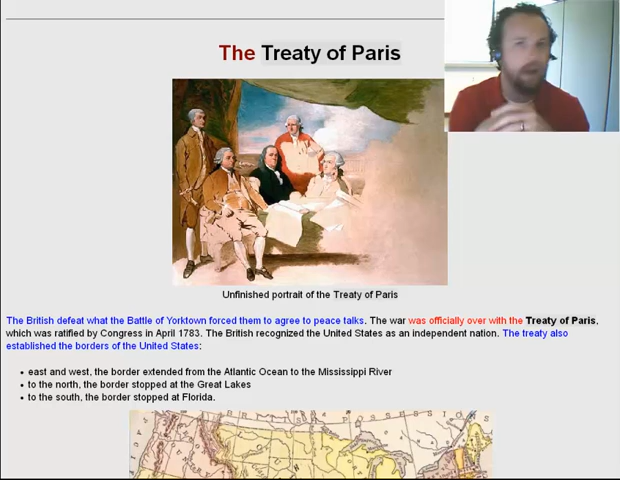 The Treaty of Paris
Unfinished portrait of the Treaty of Paris
The British defeat what the Battle of Yorktown forced them to agree to peace talks. The war was officially over with the Treaty of Paris,
which was ratified by Congress in April 1783. The British recognized the United States as an independent nation. The treaty also
established the borders of the United States:
east and west, the border extended from the Atlantic Ocean to the Mississippi River
to the north, the border stopped at the Great Lakes
to the south, the border stopped at Florida.